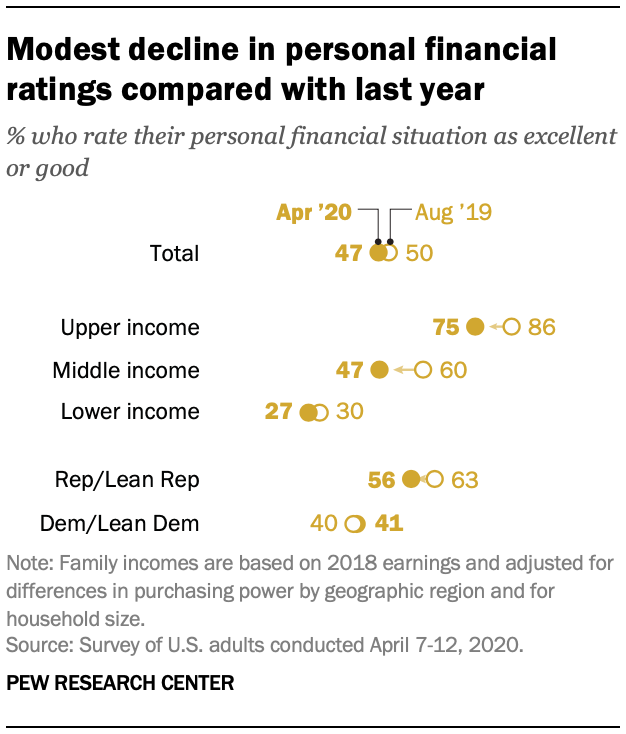 Modest decline in personal financial
ratings compared with last year
% who rate their personal financial situation as excellent
or good
Apr ’20 Aug ’19
Total 47 50
Upper income 75 86
Middle income 47 60
Lower income 27 30
Rep/Lean Rep 56 63
Dem/Lean Dem 40 41
Note: Family incomes are based on 2018 earnings and adjusted for
differences in purchasing power by geographic region and for
household size.
Source: Survey of U.S. adults conducted April 7-12, 2020.
PEW RESEARCH CENTER